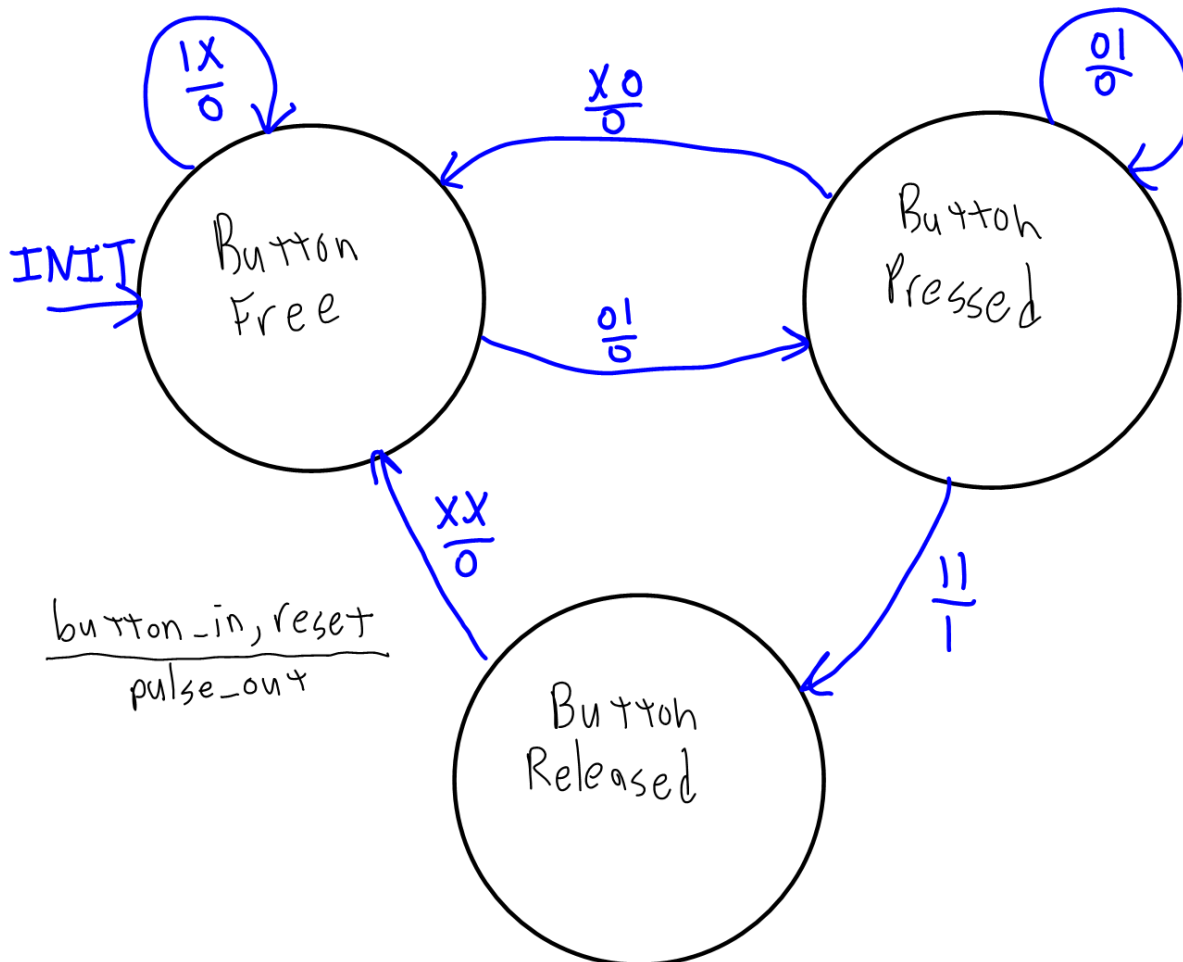 1X
0
X0
0
01
0
INIT
Button
Free
Button
Pressed
01
0
XX
0
11
1
button_in, reset
pulse_out
Button
Released